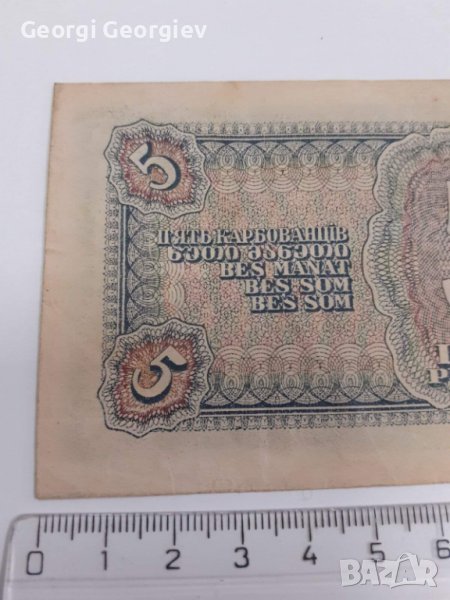 Georgi Georgiev
5
ПЯТЬ КАРБОВАНЦІВ
ხუთი მანეთი
BES MANAT
BES SOM
BES SOM
5
0 1 2 3 4 5 6
BAZAR